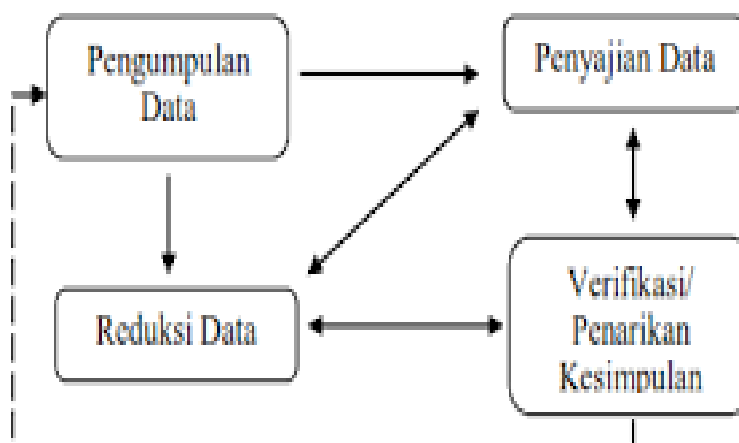 Pengumpulan
Data
Penyajian Data
Reduksi Data
Verifikasi/
Penarikan
Kesimpulan